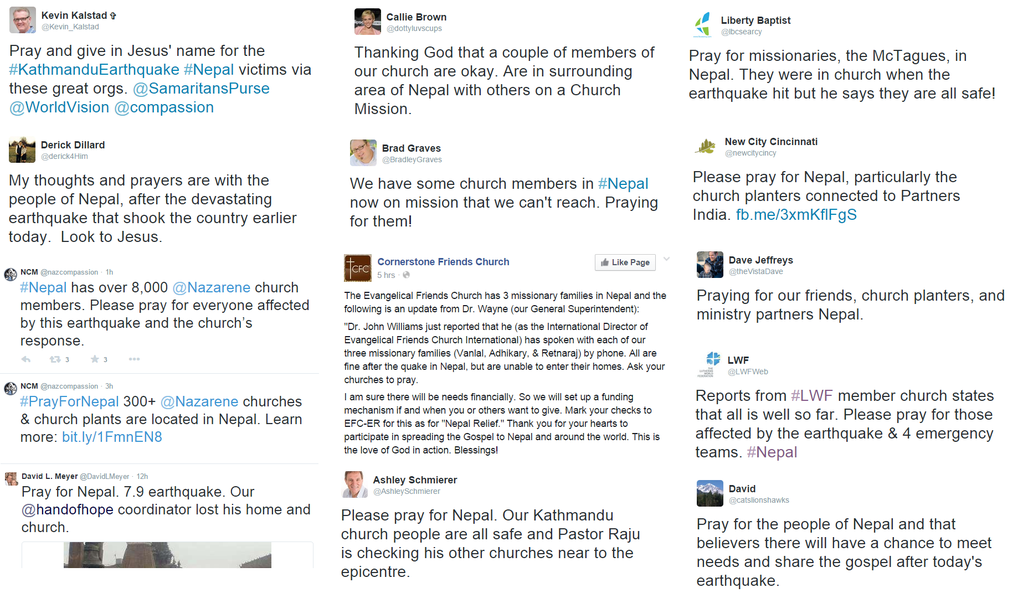 Kevin Kalstad ✞
@Kevin_Kalstad
Pray and give in Jesus' name for the
#KathmanduEarthquake #Nepal victims via
these great orgs. @SamaritansPurse
@WorldVision @compassion
Derick Dillard
@derick4Him
My thoughts and prayers are with the
people of Nepal, after the devastating
earthquake that shook the country earlier
today.  Look to Jesus.
NCM @nazcompassion · 1h
#Nepal has over 8,000 @Nazarene church
members. Please pray for everyone affected
by this earthquake and the church's
response.
3 3
NCM @nazcompassion · 3h
#PrayForNepal 300+ @Nazarene churches
& church plants are located in Nepal. Learn
more: bit.ly/1FmnEN8
David L. Meyer @DavidLMeyer · 12h
Pray for Nepal. 7.9 earthquake. Our
@handofhope coordinator lost his home and
church.
Callie Brown
@dottyluvscups
Thanking God that a couple of members of
our church are okay. Are in surrounding
area of Nepal with others on a Church
Mission.
Brad Graves
@BradleyGraves
We have some church members in #Nepal
now on mission that we can't reach. Praying
for them!
CFC
Cornerstone Friends Church
5 hrs ·
Like Page
The Evangelical Friends Church has 3 missionary families in Nepal and the
following is an update from Dr. Wayne (our General Superintendent):
"Dr. John Williams just reported that he (as the International Director of
Evangelical Friends Church International) has spoken with each of our
three missionary families (Vanlal, Adhikary, & Retnaraj) by phone. All are
fine after the quake in Nepal, but are unable to enter their homes. Ask your
churches to pray.
I am sure there will be needs financially. So we will set up a funding
mechanism if and when you or others want to give. Mark your checks to
EFC-ER for this as for "Nepal Relief." Thank you for your hearts to
participate in spreading the Gospel to Nepal and around the world. This is
the love of God in action. Blessings!
Ashley Schmierer
@AshleySchmierer
Please pray for Nepal. Our Kathmandu
church people are all safe and Pastor Raju
is checking his other churches near to the
epicentre.
Liberty Baptist
@lbcsearcy
Pray for missionaries, the McTagues, in
Nepal. They were in church when the
earthquake hit but he says they are all safe!
New City Cincinnati
@newcitycincy
Please pray for Nepal, particularly the
church planters connected to Partners
India. fb.me/3xmKflFgS
Dave Jeffreys
@theVistaDave
Praying for our friends, church planters, and
ministry partners Nepal.
LWF
@LWFWeb
Reports from #LWF member church states
that all is well so far. Please pray for those
affected by the earthquake & 4 emergency
teams. #Nepal
David
@catslionshawks
Pray for the people of Nepal and that
believers there will have a chance to meet
needs and share the gospel after today's
earthquake.